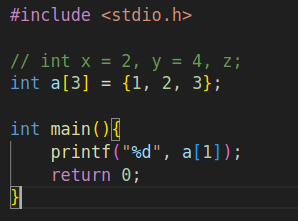 #include <stdio.h>
// int x = 2, y = 4, z;
int a[3] = {1, 2, 3};
int main(){
    printf("%d", a[1]);
    return 0;
}